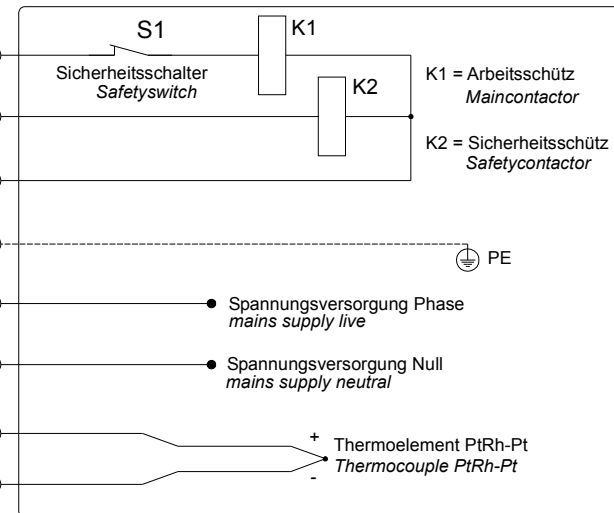 S1
K1
Sicherheitsschalter
Safetyswitch
K2
K1 = Arbeitsschütz
Maincontactor
K2 = Sicherheitsschütz
Safetycontactor
PE
Spannungsversorgung Phase
mains supply live
Spannungsversorgung Null
mains supply neutral
+
Thermoelement PtRh-Pt
Thermocouple PtRh-Pt
-